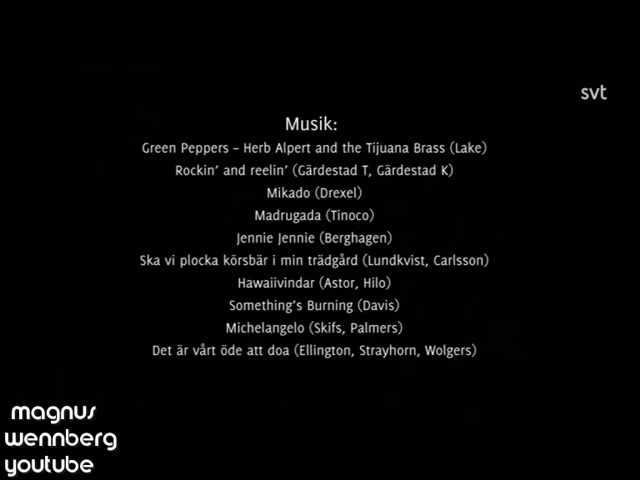 svt
Musik:
Green Peppers – Herb Alpert and the Tijuana Brass (Lake)
Rockin' and reelin' (Gärdestad T, Gärdestad K)
Mikado (Drexel)
Madrugada (Tinoco)
Jennie Jennie (Berghagen)
Ska vi plocka körsbär i min trädgård (Lundkvist, Carlsson)
Hawaiivindar (Astor, Hilo)
Something's Burning (Davis)
Michelangelo (Skifs, Palmers)
Det är vårt öde att doa (Ellington, Strayhorn, Wolgers)
magnus
wennberg
youtube